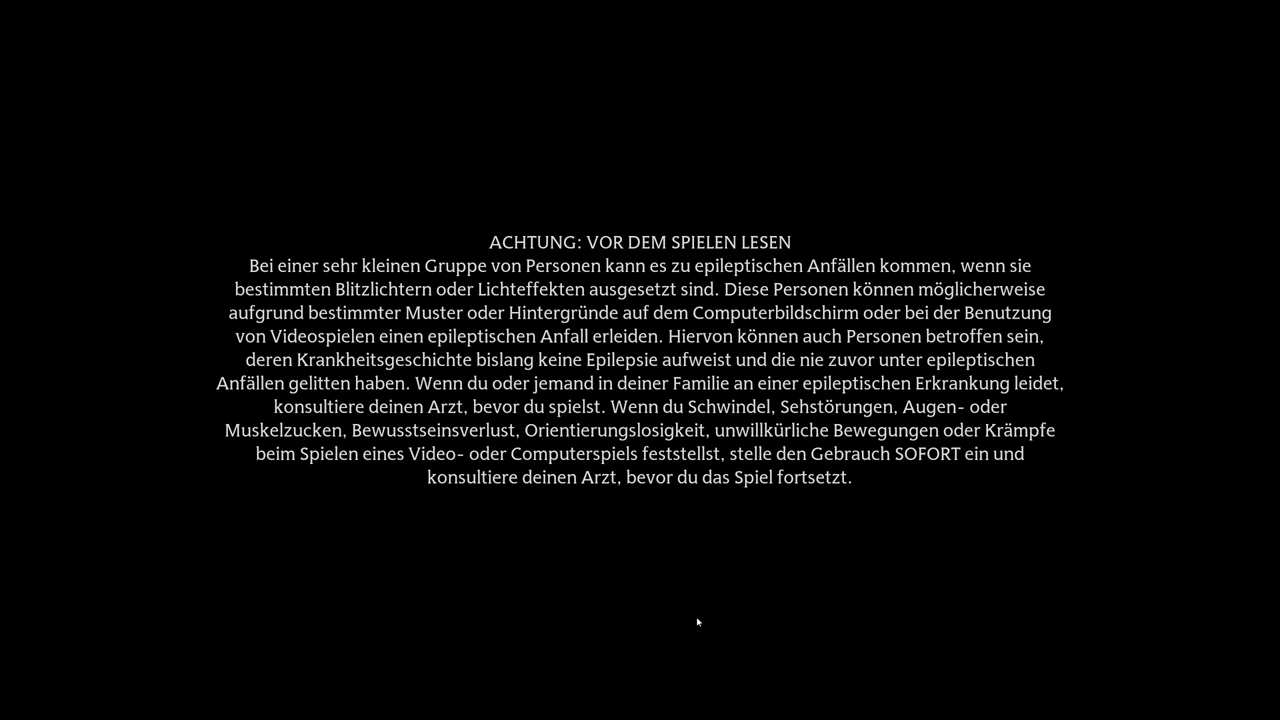 ACHTUNG: VOR DEM SPIELEN LESEN
Bei einer sehr kleinen Gruppe von Personen kann es zu epileptischen Anfällen kommen, wenn sie
bestimmten Blitzlichtern oder Lichteffekten ausgesetzt sind. Diese Personen können möglicherweise
aufgrund bestimmter Muster oder Hintergründe auf dem Computerbildschirm oder bei der Benutzung
von Videospielen einen epileptischen Anfall erleiden. Hiervon können auch Personen betroffen sein,
deren Krankheitsgeschichte bislang keine Epilepsie aufweist und die nie zuvor unter epileptischen
Anfällen gelitten haben. Wenn du oder jemand in deiner Familie an einer epileptischen Erkrankung leidet,
konsultiere deinen Arzt, bevor du spielst. Wenn du Schwindel, Sehstörungen, Augen- oder
Muskelzucken, Bewusstseinsverlust, Orientierungslosigkeit, unwillkürliche Bewegungen oder Krämpfe
beim Spielen eines Video- oder Computerspiels feststellst, stelle den Gebrauch SOFORT ein und
konsultiere deinen Arzt, bevor du das Spiel fortsetzt.